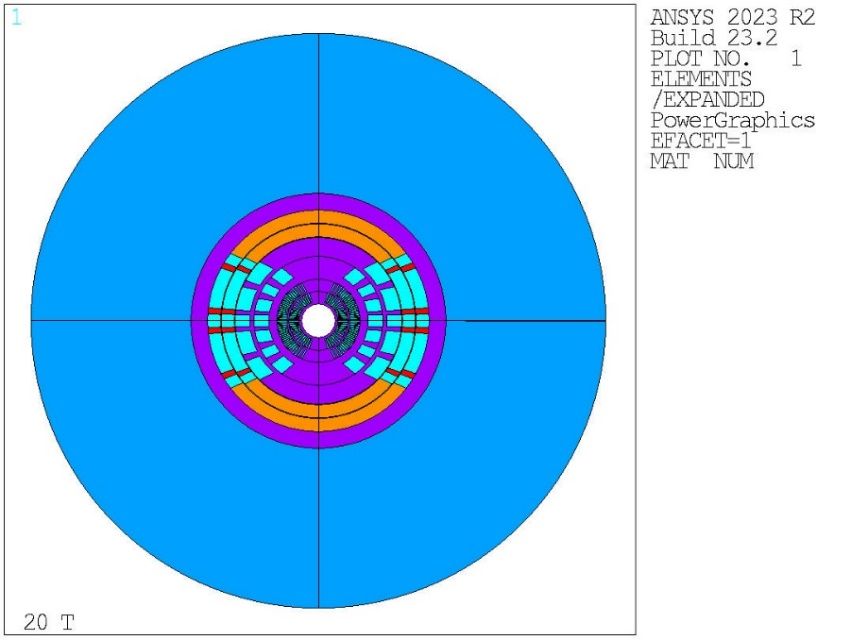 1
ANSYS 2023 R2
Build 23.2
PLOT NO. 1
ELEMENTS
/EXPANDED
PowerGraphics
EFACET=1
MAT NUM
20 T